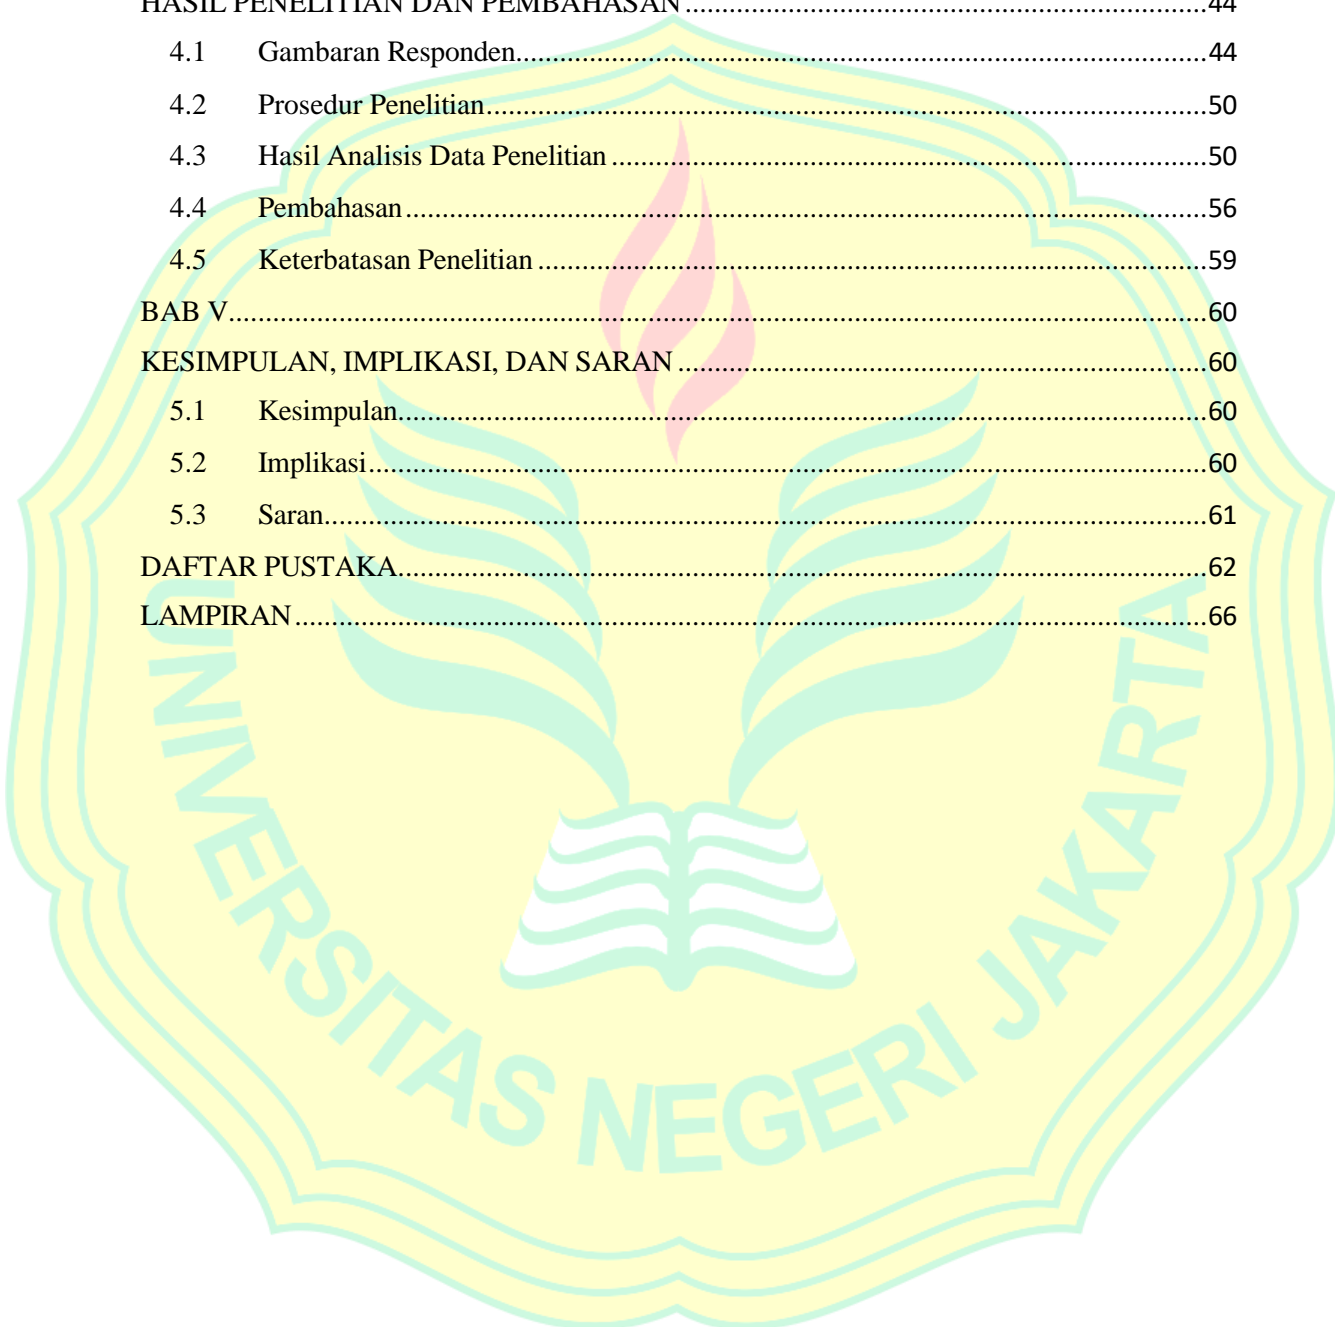 HASIL PENELITIAN DAN PEMBAHASAN........................................................................44
4.1 Gambaran Responden................................................................................................44
4.2 Prosedur Penelitian....................................................................................................50
4.3 Hasil Analisis Data Penelitian...................................................................................50
4.4 Pembahasan...............................................................................................................56
4.5 Keterbatasan Penelitian.............................................................................................59
BAB V.............................................................................................................................60
KESIMPULAN, IMPLIKASI, DAN SARAN.........................................................................60
5.1 Kesimpulan................................................................................................................60
5.2 Implikasi....................................................................................................................60
5.3 Saran..........................................................................................................................61
DAFTAR PUSTAKA..........................................................................................................62
LAMPIRAN......................................................................................................................66
UNIVERSITAS NEGERI JAKARTA